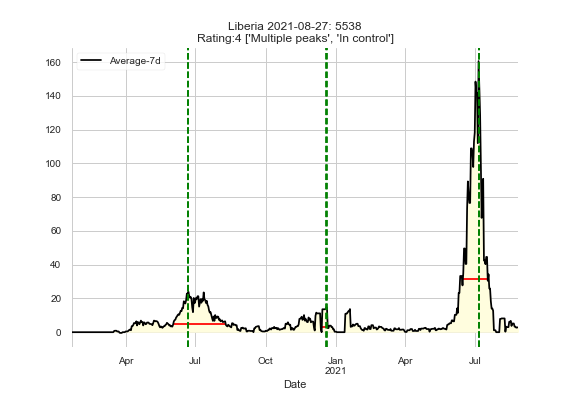 Liberia 2021-08-27: 5538
Rating:4 ['Multiple peaks', 'In control']
Average-7d
160
140
120
100
80
60
40
20
0
Apr
Jul
Oct
Jan
2021
Apr
Jul
Date